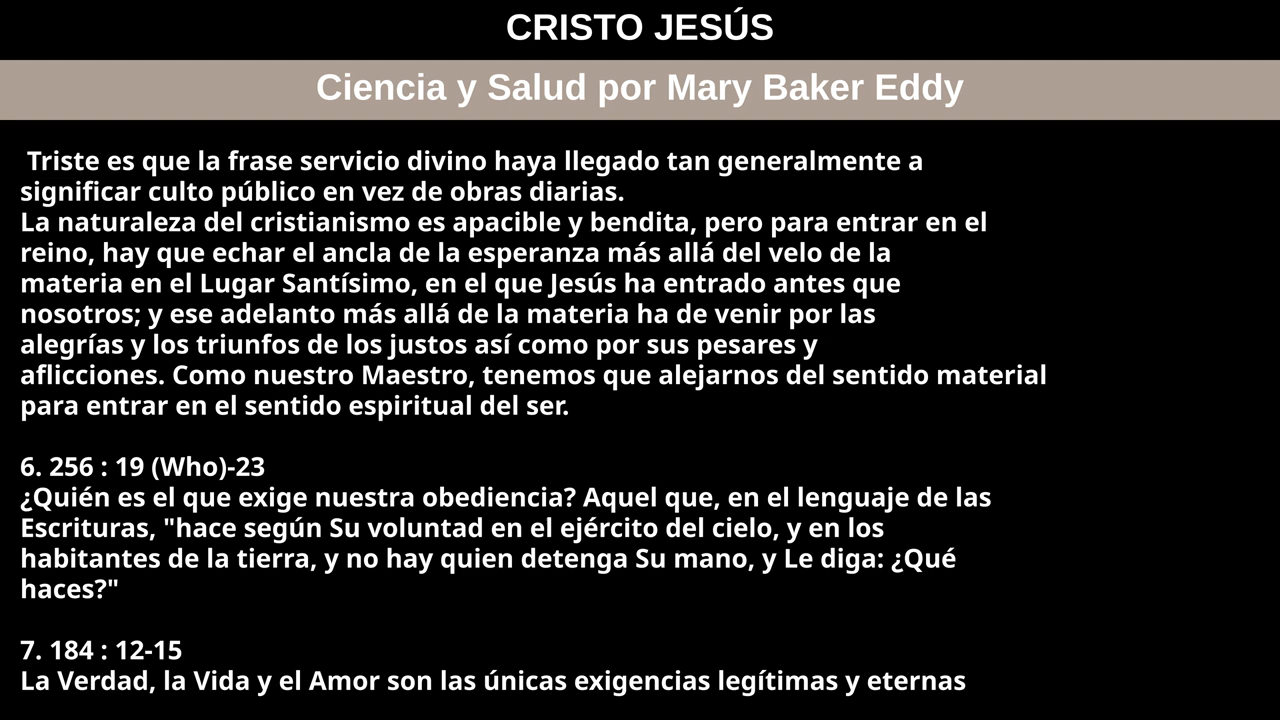 CRISTO JESÚS
Ciencia y Salud por Mary Baker Eddy
Triste es que la frase servicio divino haya llegado tan generalmente a
significar culto público en vez de obras diarias.
La naturaleza del cristianismo es apacible y bendita, pero para entrar en el
reino, hay que echar el ancla de la esperanza más allá del velo de la
materia en el Lugar Santísimo, en el que Jesús ha entrado antes que
nosotros; y ese adelanto más allá de la materia ha de venir por las
alegrías y los triunfos de los justos así como por sus pesares y
aflicciones. Como nuestro Maestro, tenemos que alejarnos del sentido material
para entrar en el sentido espiritual del ser.
6. 256 : 19 (Who)-23
¿Quién es el que exige nuestra obediencia? Aquel que, en el lenguaje de las
Escrituras, "hace según Su voluntad en el ejército del cielo, y en los
habitantes de la tierra, y no hay quien detenga Su mano, y Le diga: ¿Qué
haces?"
7. 184 : 12-15
La Verdad, la Vida y el Amor son las únicas exigencias legítimas y eternas